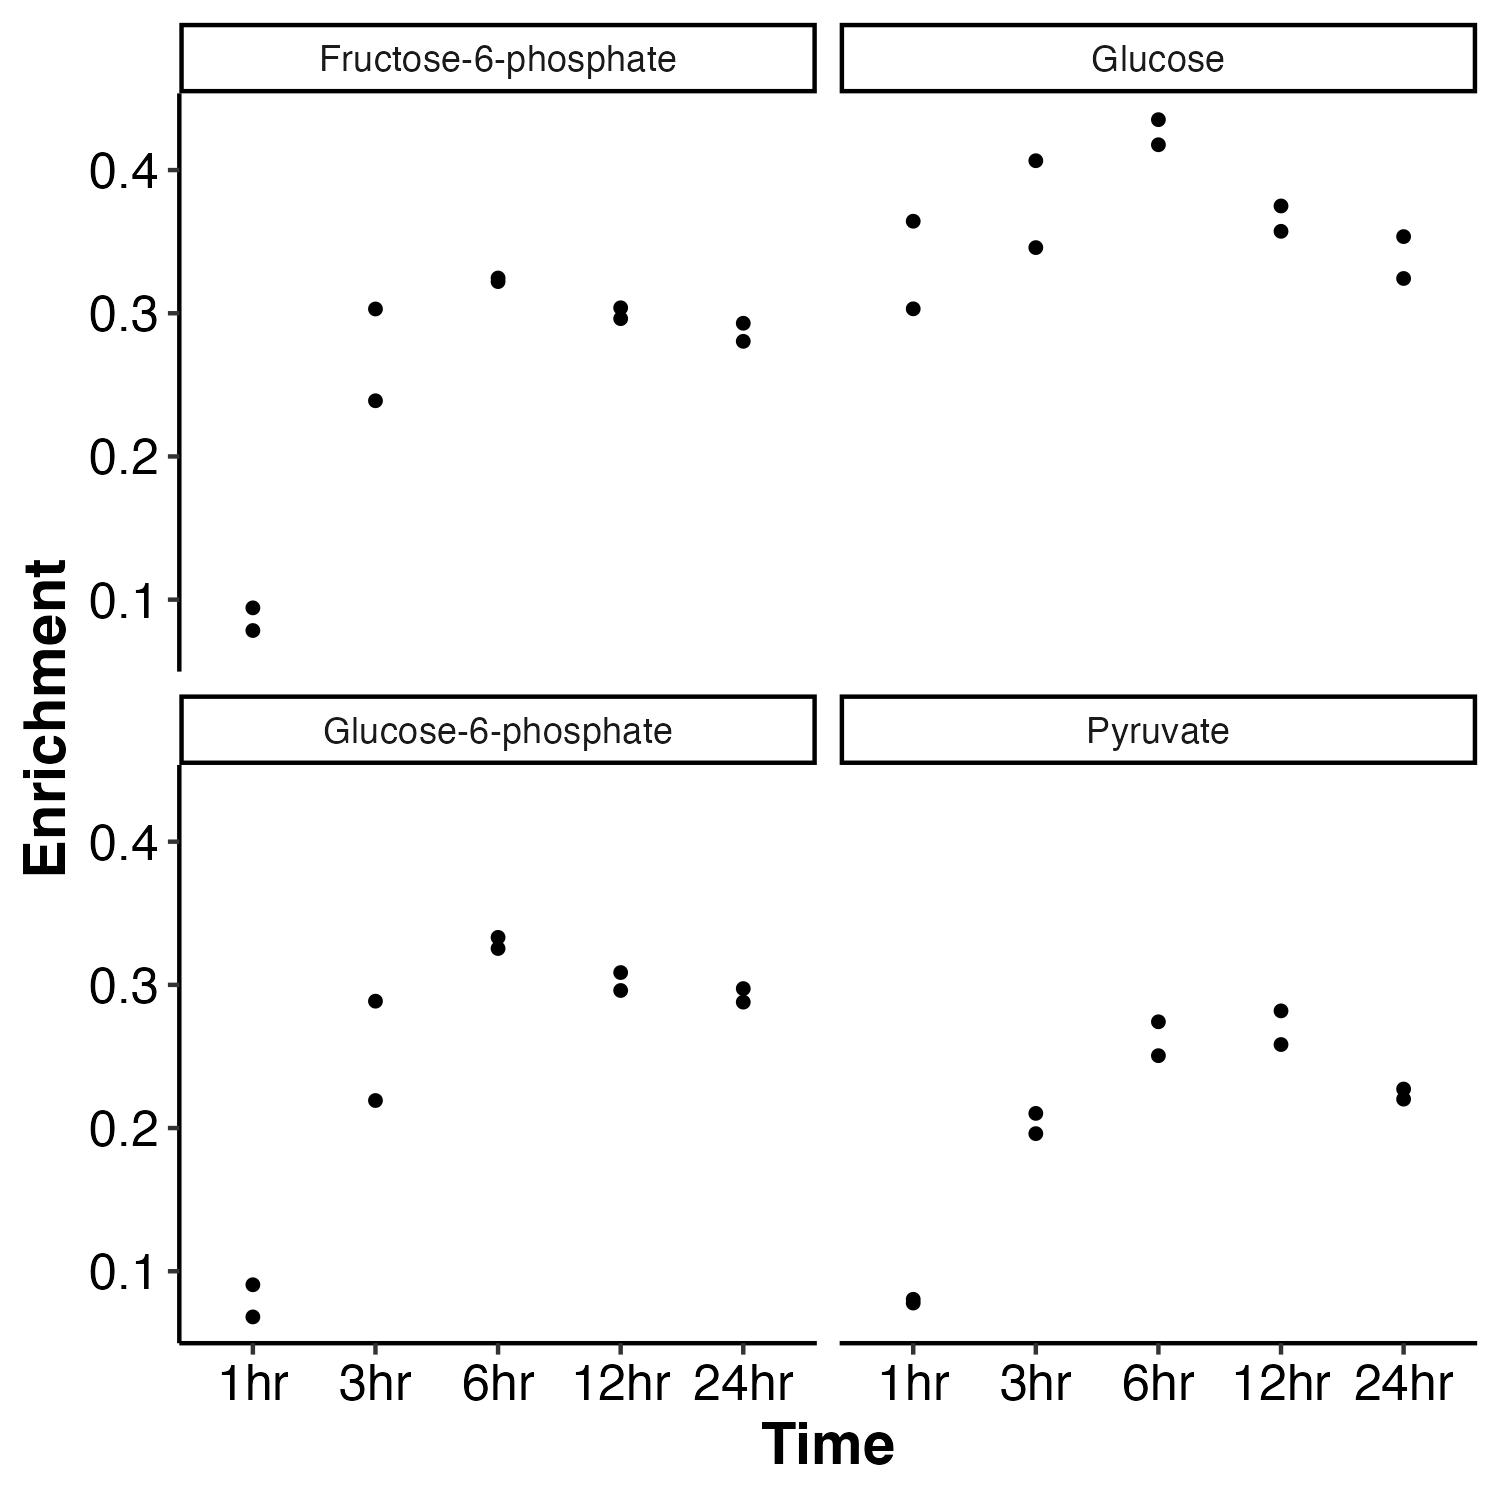 Fructose-6-phosphate
Glucose
0.4
0.3
0.2
0.1
Enrichment
Glucose-6-phosphate
Pyruvate
0.4
0.3
0.2
0.1
1hr 3hr 6hr 12hr 24hr
1hr 3hr 6hr 12hr 24hr
Time